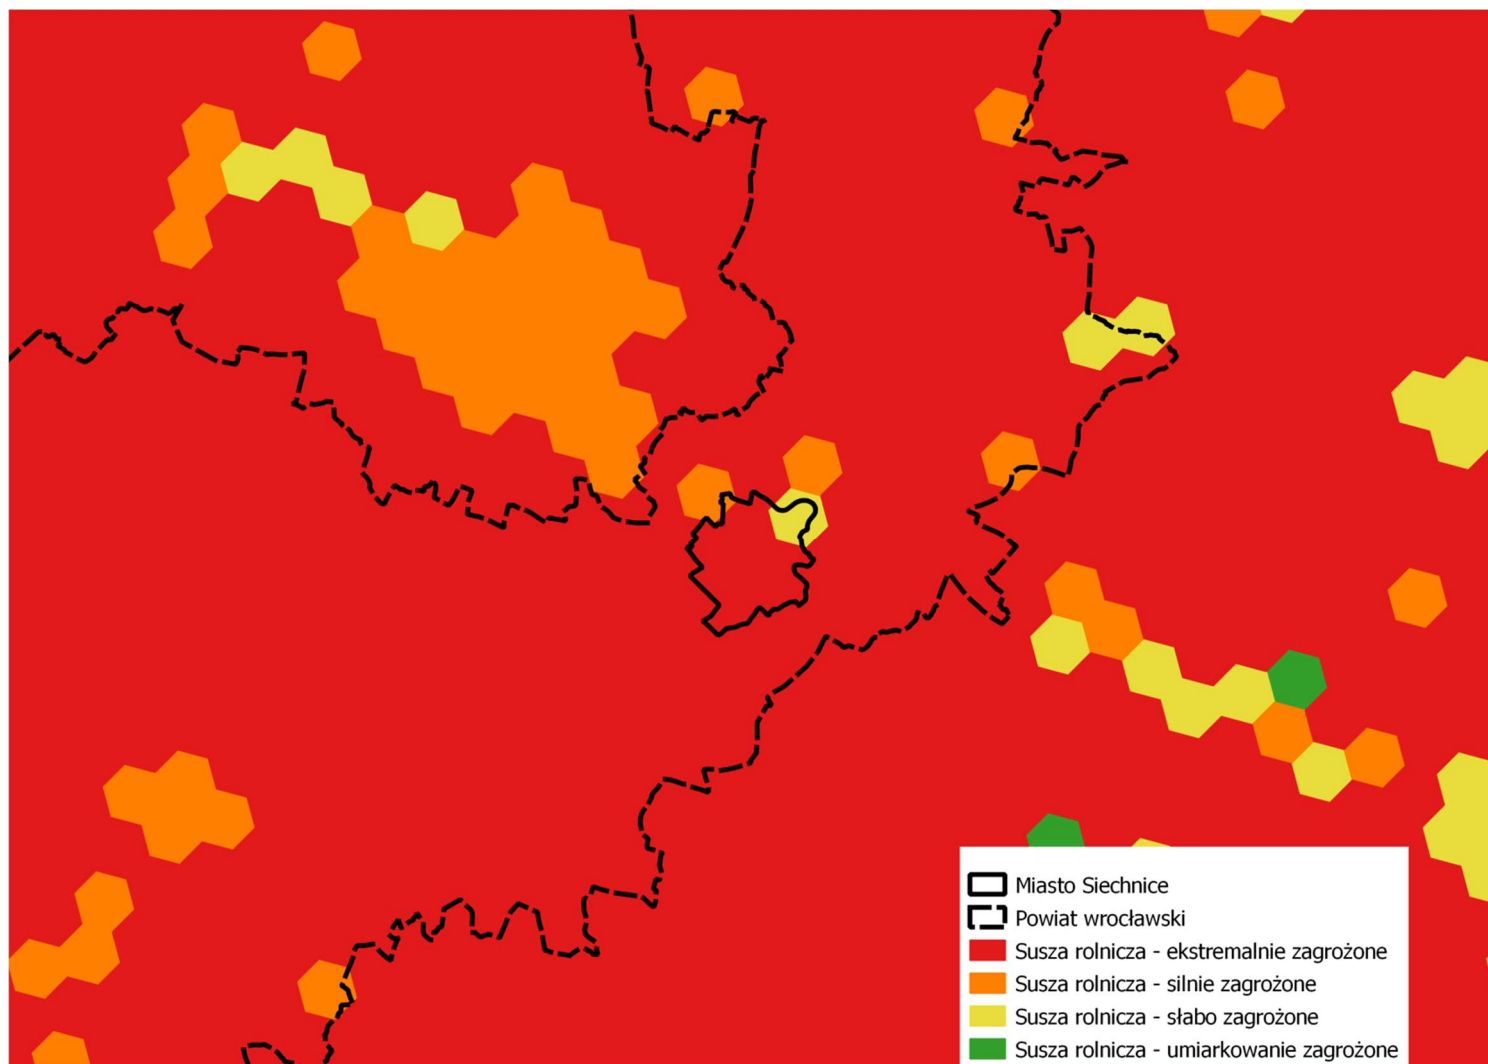 Miasto Siechnice
Powiat wrocławski
Susza rolnicza - ekstremalnie zagrożone
Susza rolnicza - silnie zagrożone
Susza rolnicza - słabo zagrożone
Susza rolnicza - umiarkowanie zagrożone